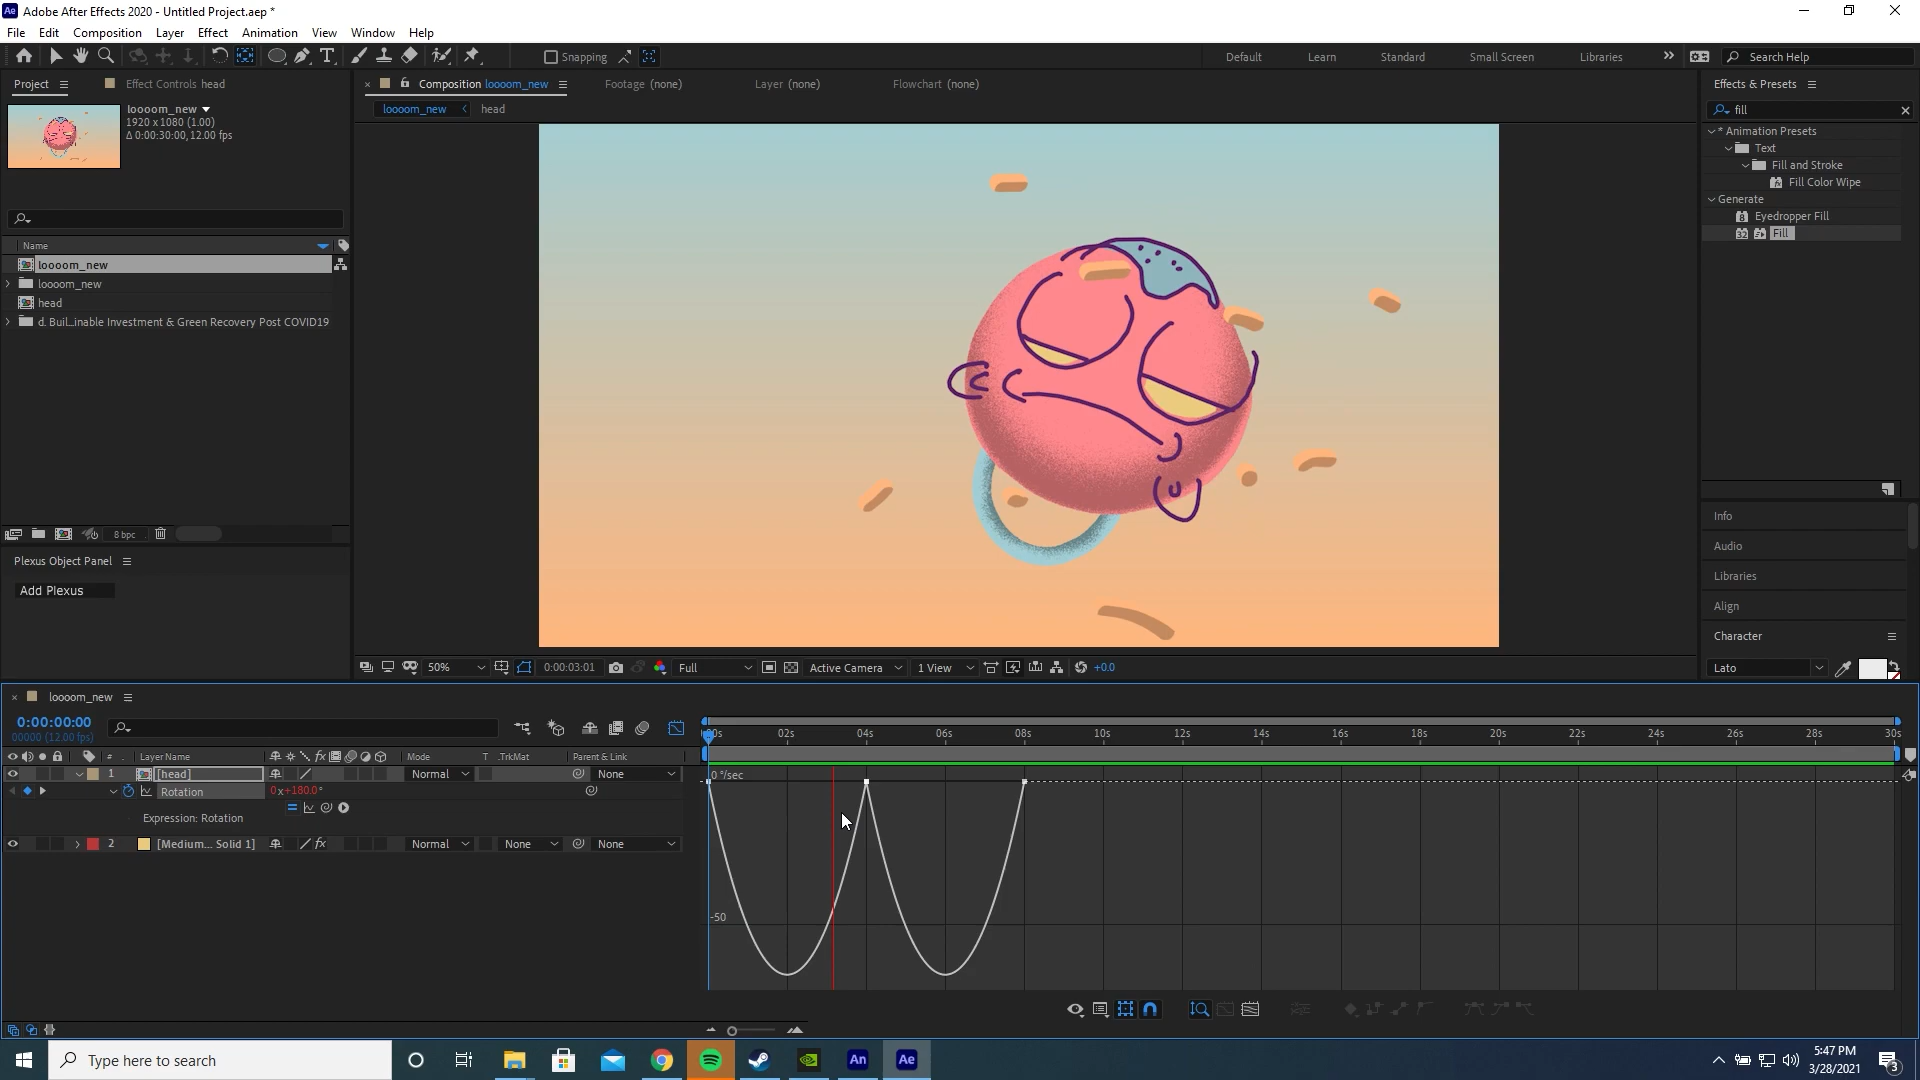 Ae Adobe After Effects 2020 - Untitled Project.aep *
File Edit Composition Layer Effect Animation View Window Help
Snapping
Default Learn Standard Small Screen Libraries Search Help
Project Effect Controls head
Composition loooom_new Footage (none) Layer (none) Flowchart (none)
Effects & Presets
loooom_new
1920 x 1080 (1.00)
Δ 0:00:30:00, 12.00 fps
loooom_new head
fill
* Animation Presets
Text
Fill and Stroke
Fill Color Wipe
Generate
Eyedropper Fill
32 Fill
Name
loooom_new
loooom_new
head
d. Buil...inable Investment & Green Recovery Post COVID19
8 bpc
Plexus Object Panel
Add Plexus
Info
Audio
Libraries
Align
Character
Lato
50% 0:00:03:01 Full Active Camera 1 View +0.0
loooom_new
0:00:00:00
00000 (12.00 fps)
02s 04s 06s 08s 10s 12s 14s 16s 18s 20s 22s 24s 26s 28s 30s
# Layer Name fx Mode T .TrkMat Parent & Link
1 [head] Normal None
Rotation 0x+180.0°
Expression: Rotation
2 [Medium... Solid 1] fx Normal None None
0 °/sec
-50
Type here to search
An Ae
5:47 PM
3/28/2021
3